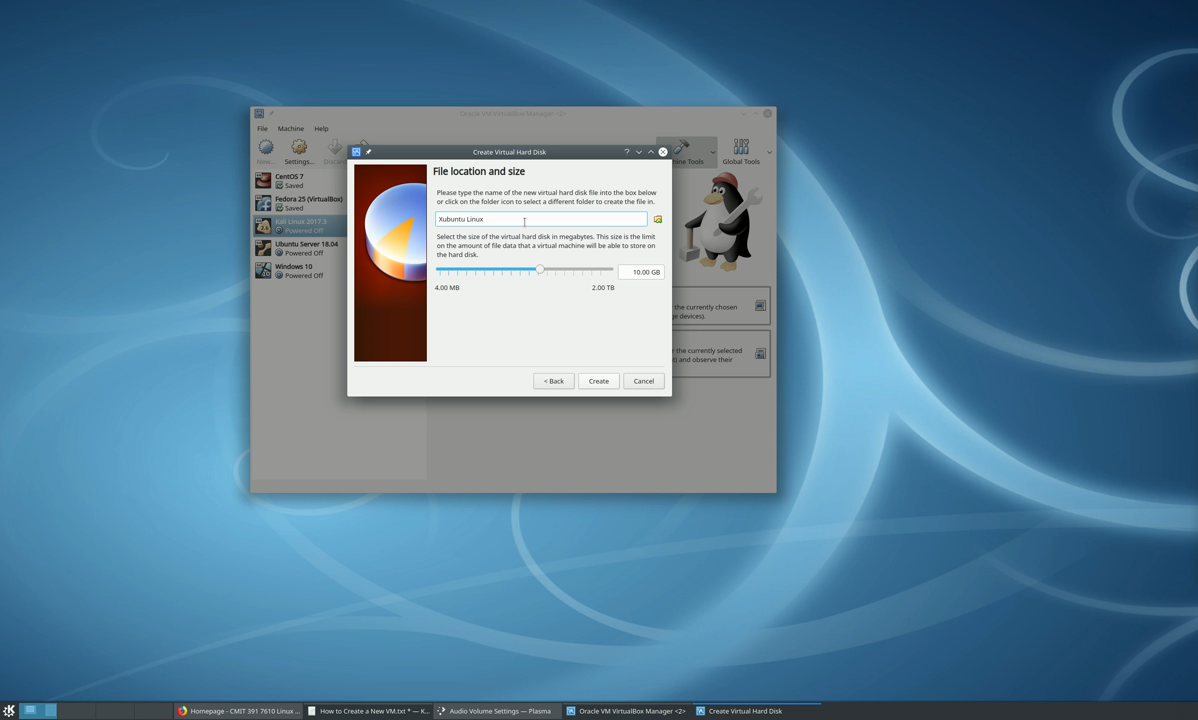 Oracle VM VirtualBox Manager <2>
File Machine Help
New...
Settings...
Discard
Machine Tools
Global Tools
CentOS 7
Saved
Fedora 25 (VirtualBox)
Saved
Kali Linux 2017.3
Powered Off
Ubuntu Server 18.04
Powered Off
Windows 10
Powered Off
Create Virtual Hard Disk
File location and size
Please type the name of the new virtual hard disk file into the box below
or click on the folder icon to select a different folder to create the file in.
Xubuntu Linux
Select the size of the virtual hard disk in megabytes. This size is the limit
on the amount of file data that a virtual machine will be able to store on
the hard disk.
10.00 GB
4.00 MB 2.00 TB
< Back Create Cancel
the currently chosen
ge devices).
r the currently selected
t) and observe their
Homepage - CMIT 391 7610 Linux ...
How to Create a New VM.txt * — K...
Audio Volume Settings — Plasma
Oracle VM VirtualBox Manager <2>
Create Virtual Hard Disk